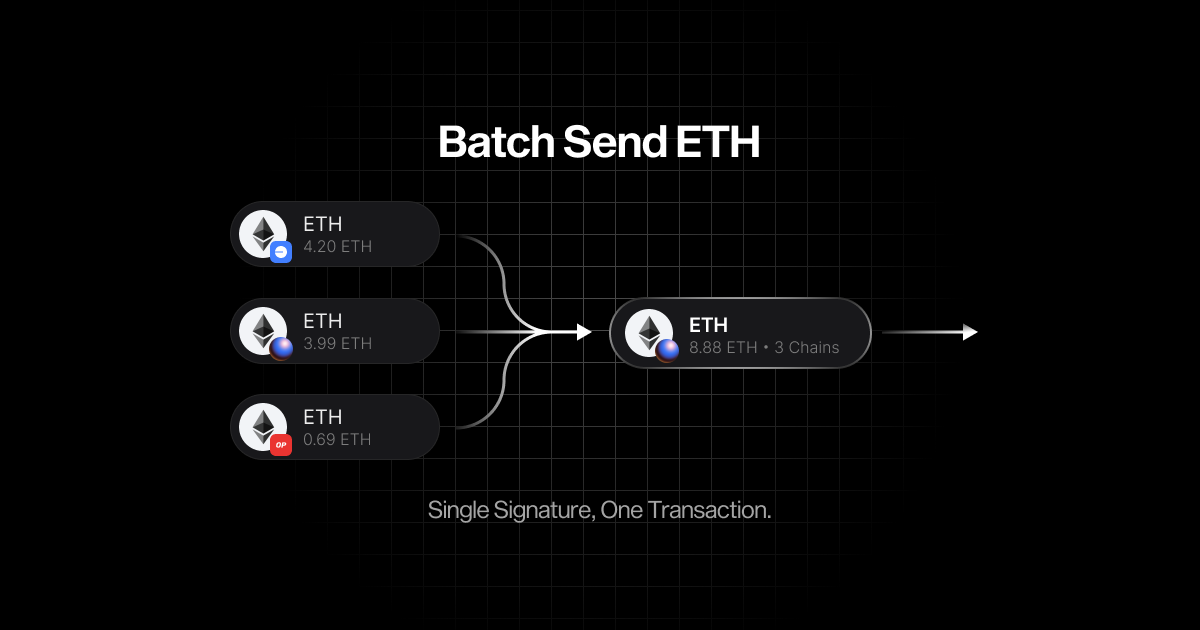 Batch Send ETH
ETH
4.20 ETH
ETH
3.99 ETH
OP
ETH
0.69 ETH
ETH
8.88 ETH • 3 Chains
Single Signature, One Transaction.